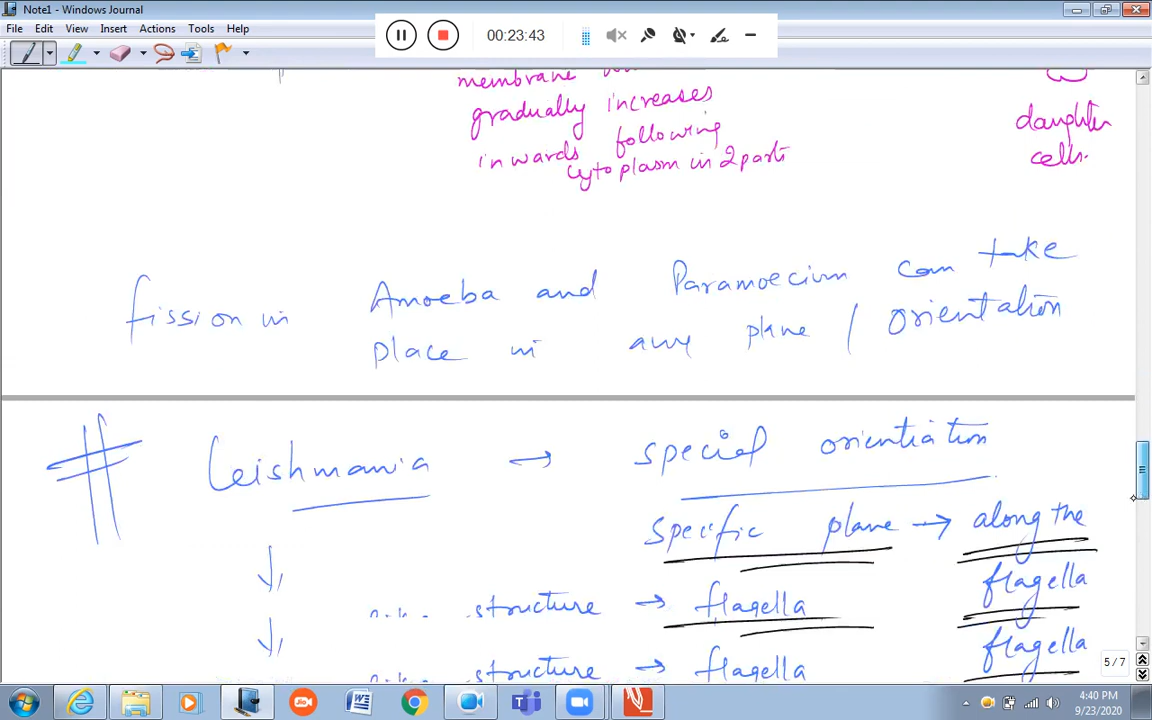 Note1 - Windows Journal
File Edit View Insert Actions Tools Help
00:23:43
membrane
gradually increases
inwards following
cytoplasm in 2 parts
daughter
cells.
fission in Amoeba and Paramoecium can take
place in any plane / orientation
# Leishmania → special orientiation
specific plane → along the
flagella
structure → flagella
flagella
structure → flagella
5 / 7
4:40 PM
9/23/2020